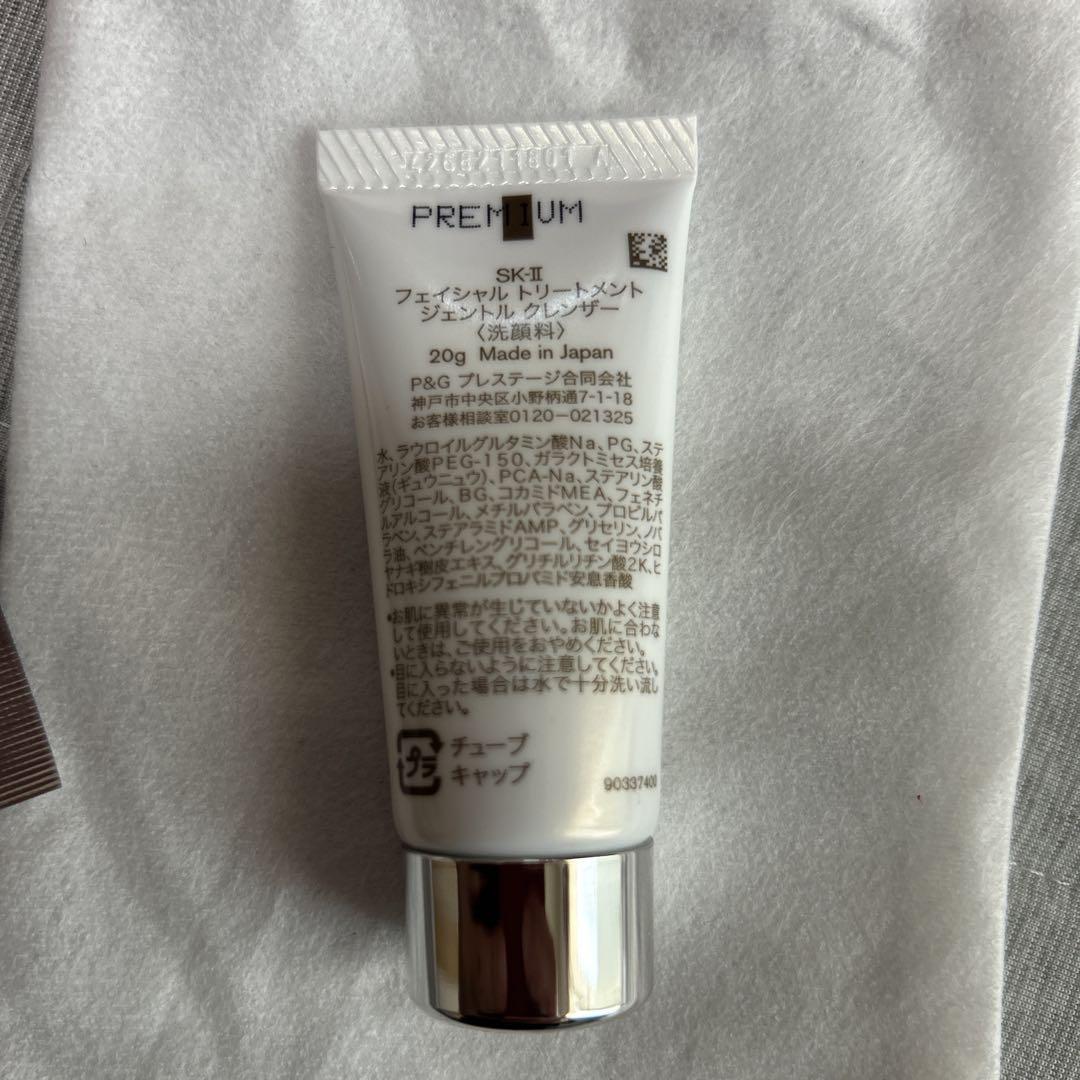 PREMIUM
SK-II
フェイシャル トリートメント
ジェントル クレンザー
〈洗顔料〉
20g Made in Japan
P&G プレステージ合同会社
神戸市中央区小野柄通7-1-18
お客様相談室0120-021325
水、ラウロイルグルタミン酸Na、PG、ステ
アリン酸PEG-150、ガラクトミセス培養
液(ギュウニュウ)、PCA-Na、ステアリン酸
グリコール、BG、コカミドMEA、フェネチ
ルアルコール、メチルパラベン、プロピルパ
ラベン、ステアラミドAMP、グリセリン、ノバ
ラ油、ペンチレングリコール、セイヨウシロ
ヤナギ樹皮エキス、グリチルリチン酸2K、ヒ
ドロキシフェニルプロパミド安息香酸
•お肌に異常が生じていないかよく注意
して使用してください。お肌に合わな
いときは、ご使用をおやめください。
•目に入らないように注意してください。
目に入った場合は水で十分洗い流し
てください。
プラ チューブ
キャップ
90337400